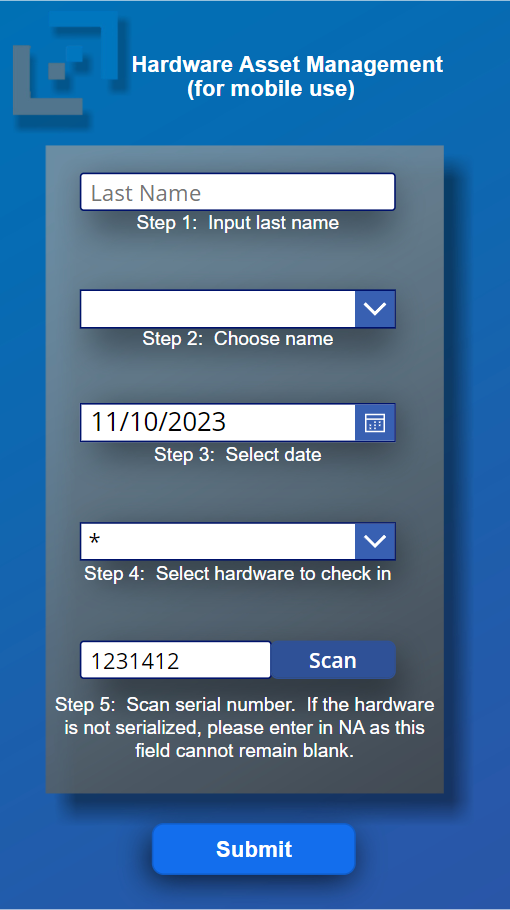 Hardware Asset Management
(for mobile use)
Last Name
Step 1:  Input last name
Step 2:  Choose name
11/10/2023
Step 3:  Select date
*
Step 4:  Select hardware to check in
1231412
Scan
Step 5:  Scan serial number.  If the hardware
is not serialized, please enter in NA as this
field cannot remain blank.
Submit